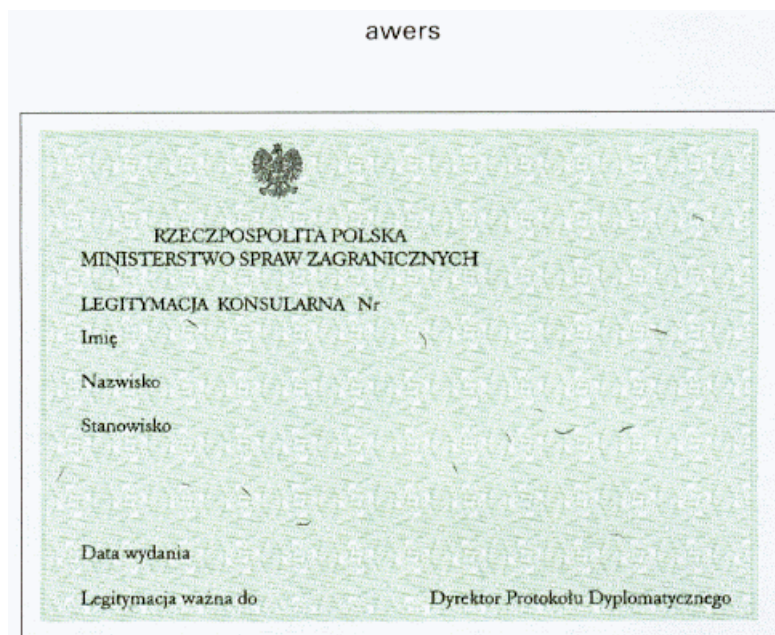 awers
RZECZPOSPOLITA POLSKA
MINISTERSTWO SPRAW ZAGRANICZNYCH
LEGITYMACJA KONSULARNA Nr
Imię
Nazwisko
Stanowisko
Data wydania
Legitymacja ważna do Dyrektor Protokołu Dyplomatycznego